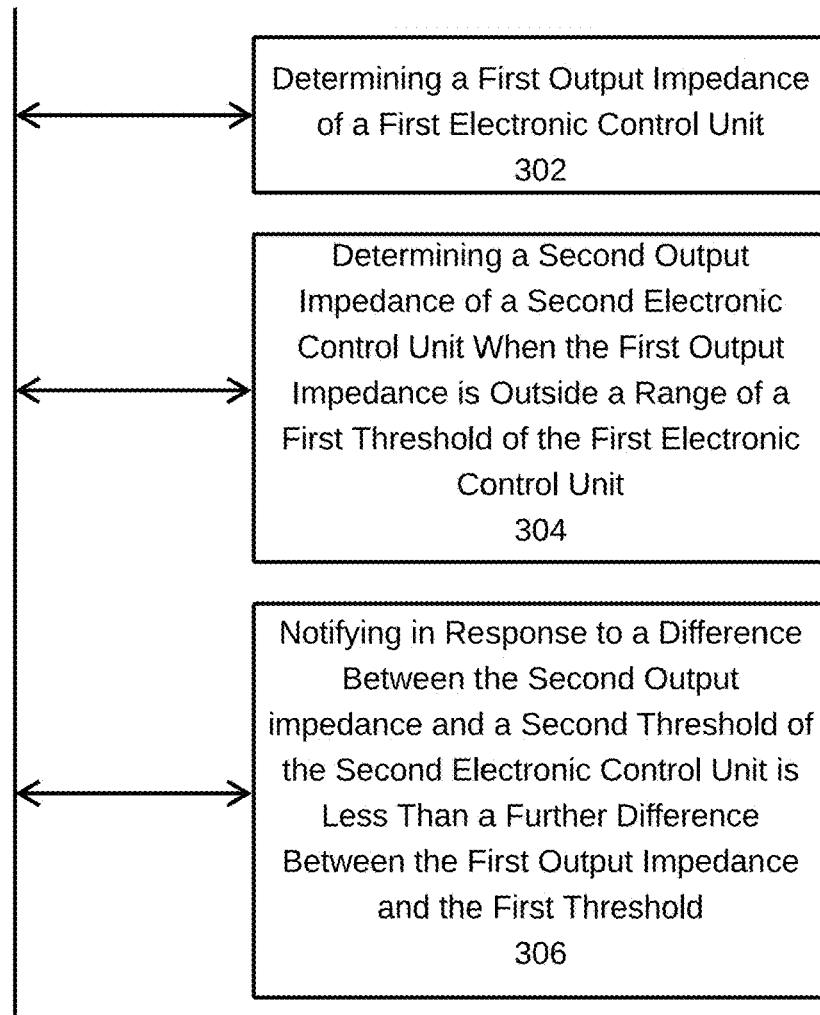 Determining a First Output Impedance
of a First Electronic Control Unit
302
Determining a Second Output
Impedance of a Second Electronic
Control Unit When the First Output
Impedance is Outside a Range of a
First Threshold of the First Electronic
Control Unit
304
Notifying in Response to a Difference
Between the Second Output
impedance and a Second Threshold of
the Second Electronic Control Unit is
Less Than a Further Difference
Between the First Output Impedance
and the First Threshold
306